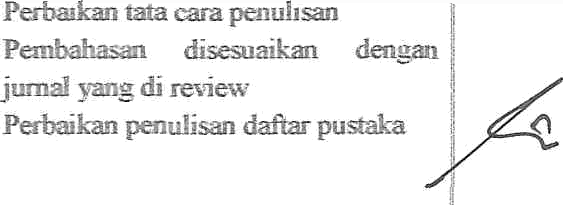 Perbaikan tata cara penulisan
Pembahasan disesuaikan dengan
jurnal yang di review
Perbaikan penulisan daftar pustaka